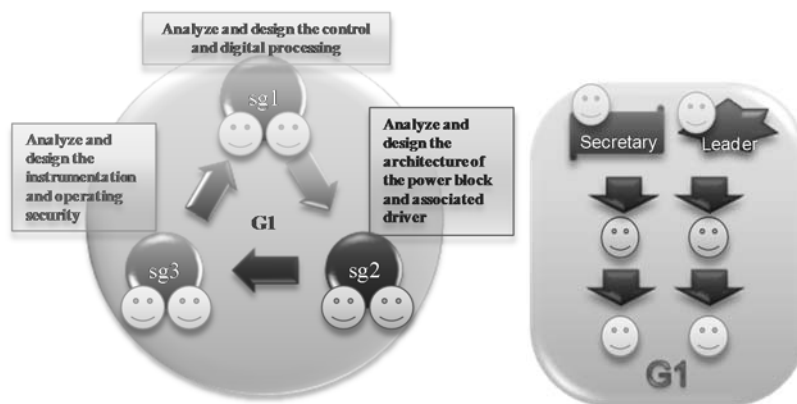 Analyze and design the control
and digital processing
sg1
Analyze and
design the
instrumentation
and operating
security
Analyze and
design the
architecture of
the power block
and associated
driver
G1
sg3
sg2
Secretary
Leader
G1